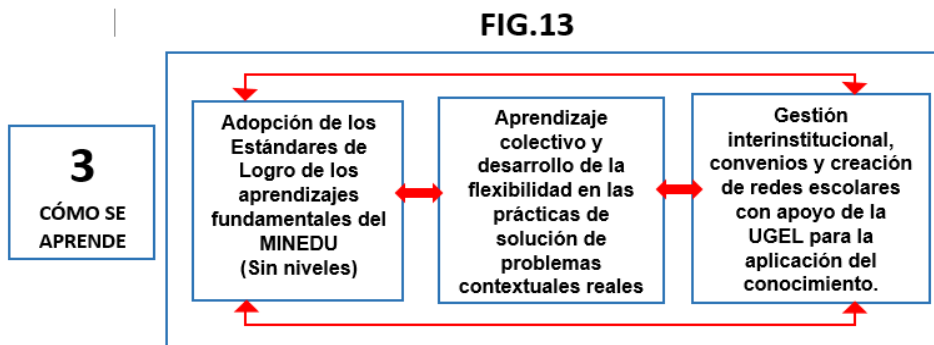 FIG.13
3
CÓMO SE
APRENDE
Adopción de los
Estándares de
Logro de los
aprendizajes
fundamentales del
MINEDU
(Sin niveles)
Aprendizaje
colectivo y
desarrollo de la
flexibilidad en las
prácticas de
solución de
problemas
contextuales reales
Gestión
interinstitucional,
convenios y creación
de redes escolares
con apoyo de la
UGEL para la
aplicación del
conocimiento.